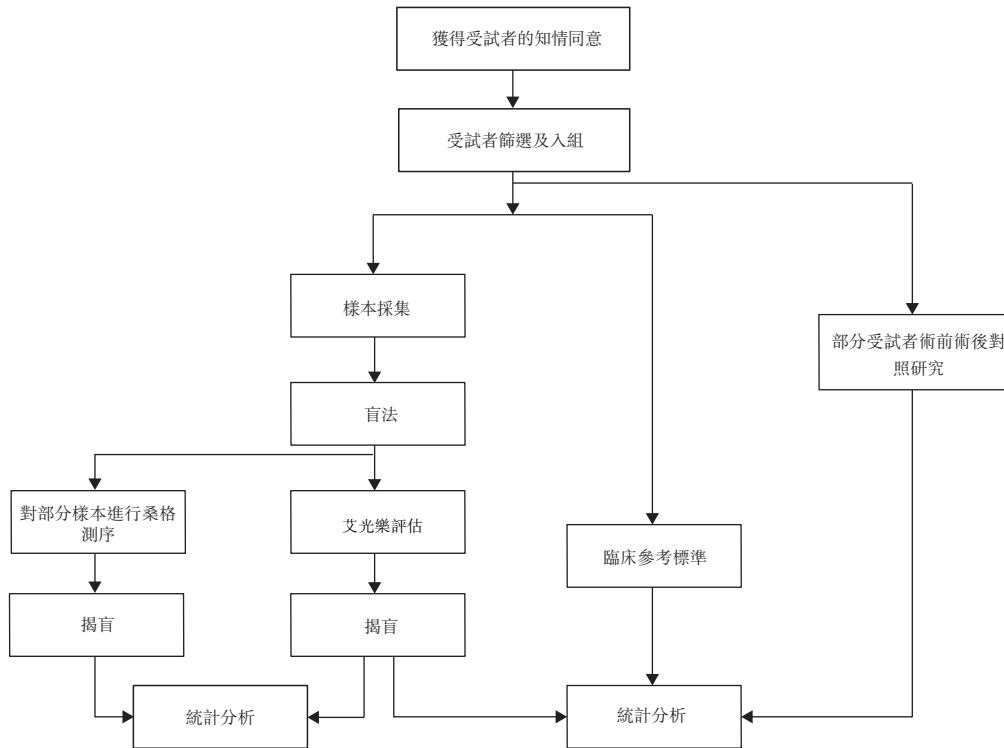 獲得受試者的知情同意
受試者篩選及入組
樣本採集
部分受試者術前術後對
照研究
盲法
對部分樣本進行桑格
測序
艾光樂評估
臨床參考標準
揭盲
揭盲
統計分析
統計分析